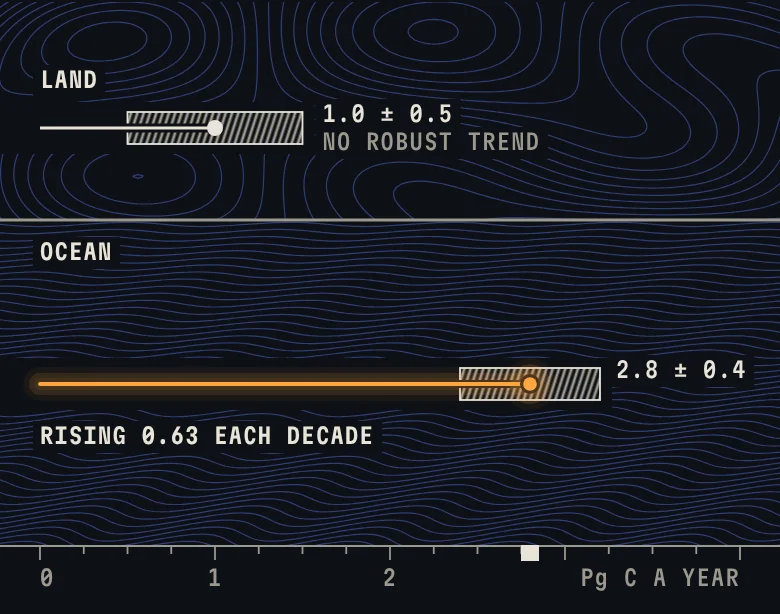 LAND
1.0 ± 0.5
NO ROBUST TREND
OCEAN
2.8 ± 0.4
RISING 0.63 EACH DECADE
0 1 2 Pg C A YEAR